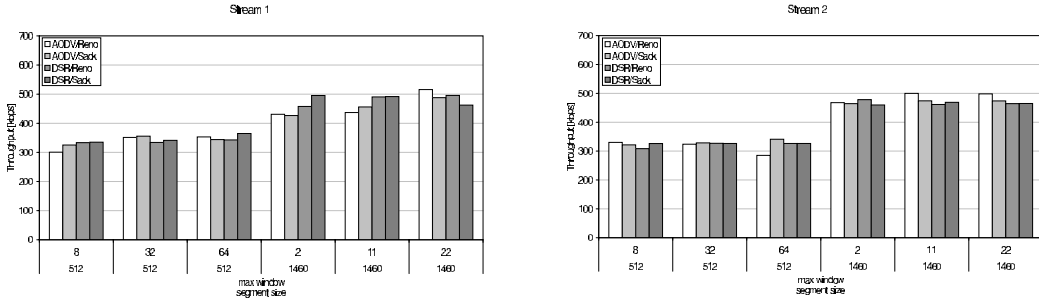 Stream 1
700
600
500
400
300
200
100
0
Throughput [kbps]
AODV/Reno
AODV/Sack
DSR/Reno
DSR/Sack
8 32 64 2 11 22
512 512 512 1460 1460 1460
max window
segment size
Stream 2
700
600
500
400
300
200
100
0
Throughput [kbps]
AODV/Reno
AODV/Sack
DSR/Reno
DSR/Sack
8 32 64 2 11 22
512 512 512 1460 1460 1460
max window
segment size